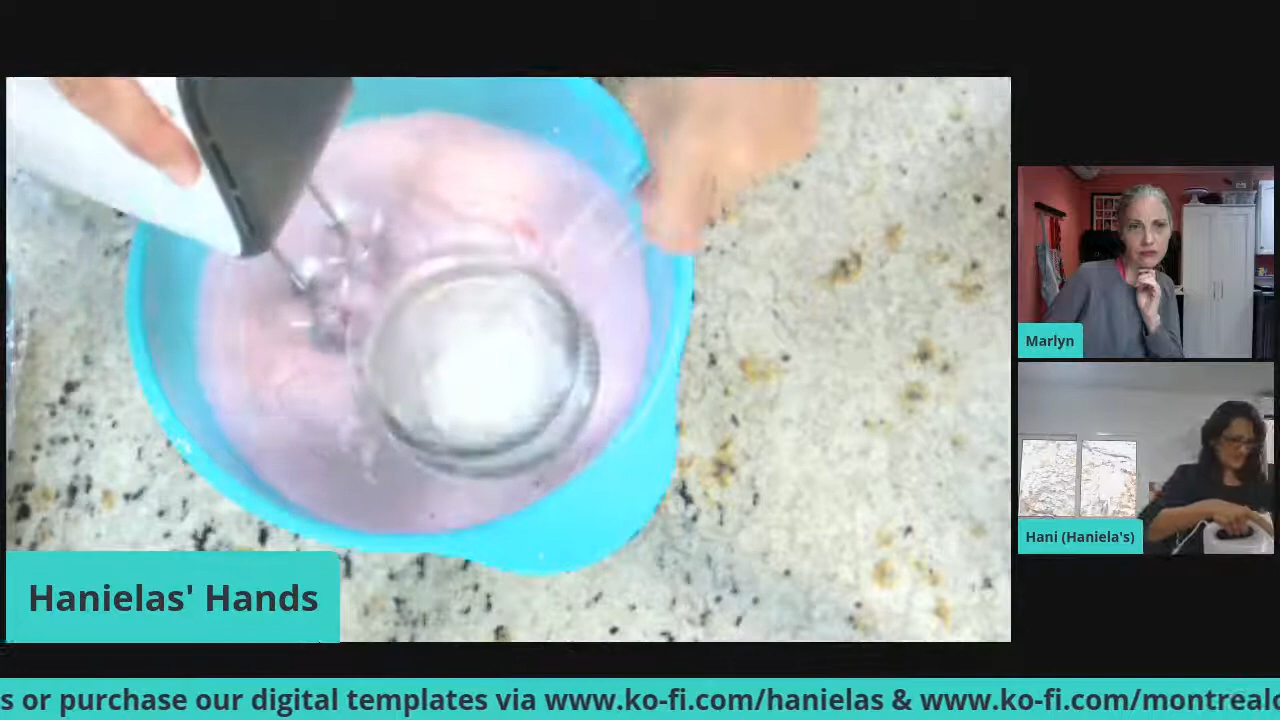 Marlyn
Hani (Haniela's)
Hanielas' Hands
s or purchase our digital templates via www.ko-fi.com/hanielas & www.ko-fi.com/montrealc